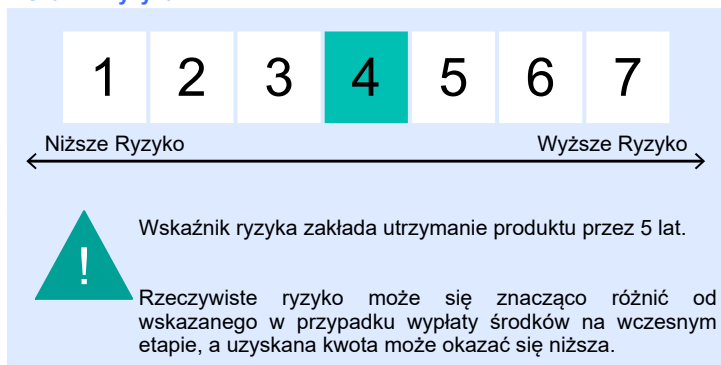 1 2 3 4 5 6 7
Niższe Ryzyko Wyższe Ryzyko
!
Wskaźnik ryzyka zakłada utrzymanie produktu przez 5 lat.
Rzeczywiste ryzyko może się znacząco różnić od
wskazanego w przypadku wypłaty środków na wczesnym
etapie, a uzyskana kwota może okazać się niższa.